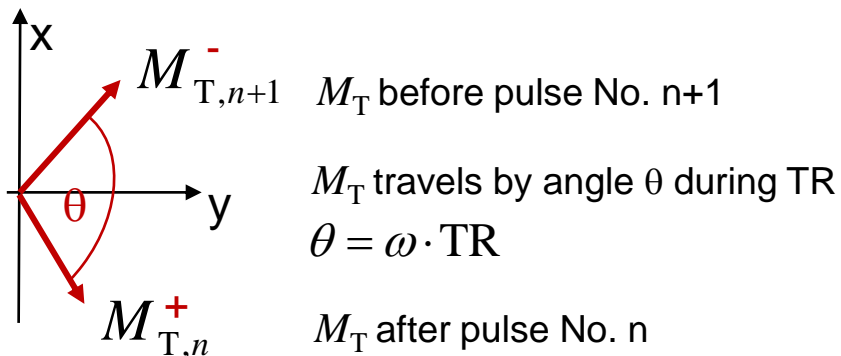 x
M⁻T,n+1 MT before pulse No. n+1
MT travels by angle θ during TR
θ y
θ = ω·TR
M⁺T,n MT after pulse No. n